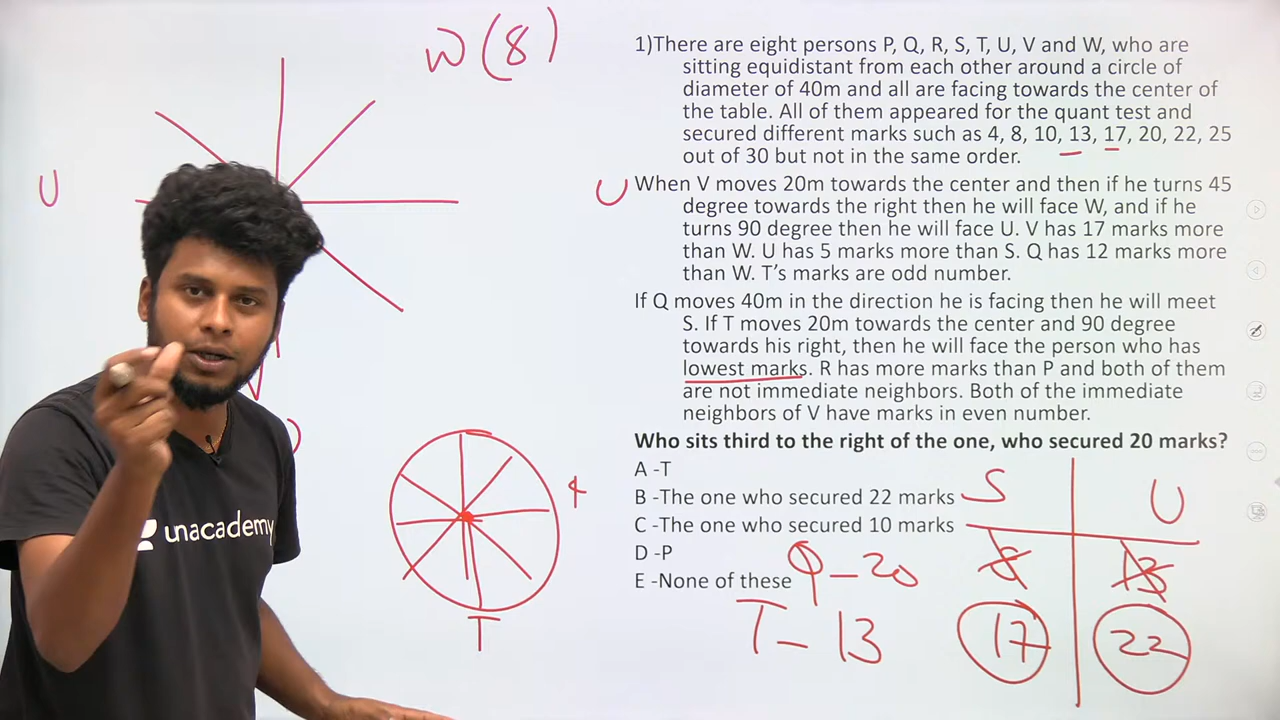 W (8)
1)There are eight persons P, Q, R, S, T, U, V and W, who are
sitting equidistant from each other around a circle of
diameter of 40m and all are facing towards the center of
the table. All of them appeared for the quant test and
secured different marks such as 4, 8, 10, 13, 17, 20, 22, 25
out of 30 but not in the same order.
U
U
When V moves 20m towards the center and then if he turns 45
degree towards the right then he will face W, and if he
turns 90 degree then he will face U. V has 17 marks more
than W. U has 5 marks more than S. Q has 12 marks more
than W. T's marks are odd number.
If Q moves 40m in the direction he is facing then he will meet
S. If T moves 20m towards the center and 90 degree
towards his right, then he will face the person who has
lowest marks. R has more marks than P and both of them
are not immediate neighbors. Both of the immediate
neighbors of V have marks in even number.
Who sits third to the right of the one, who secured 20 marks?
A -T
B -The one who secured 22 marks
C -The one who secured 10 marks
D -P
E -None of these
S U
8 13
17 22
Q - 20
T - 13
4
T
unacademy